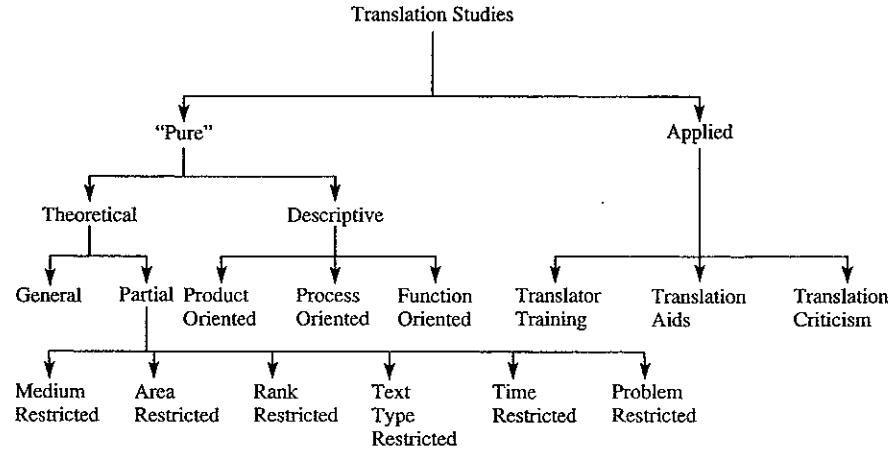 Translation Studies
“Pure”
Applied
Theoretical
Descriptive
General
Partial
Product
Oriented
Process
Oriented
Function
Oriented
Translator
Training
Translation
Aids
Translation
Criticism
Medium
Restricted
Area
Restricted
Rank
Restricted
Text
Type
Restricted
Time
Restricted
Problem
Restricted